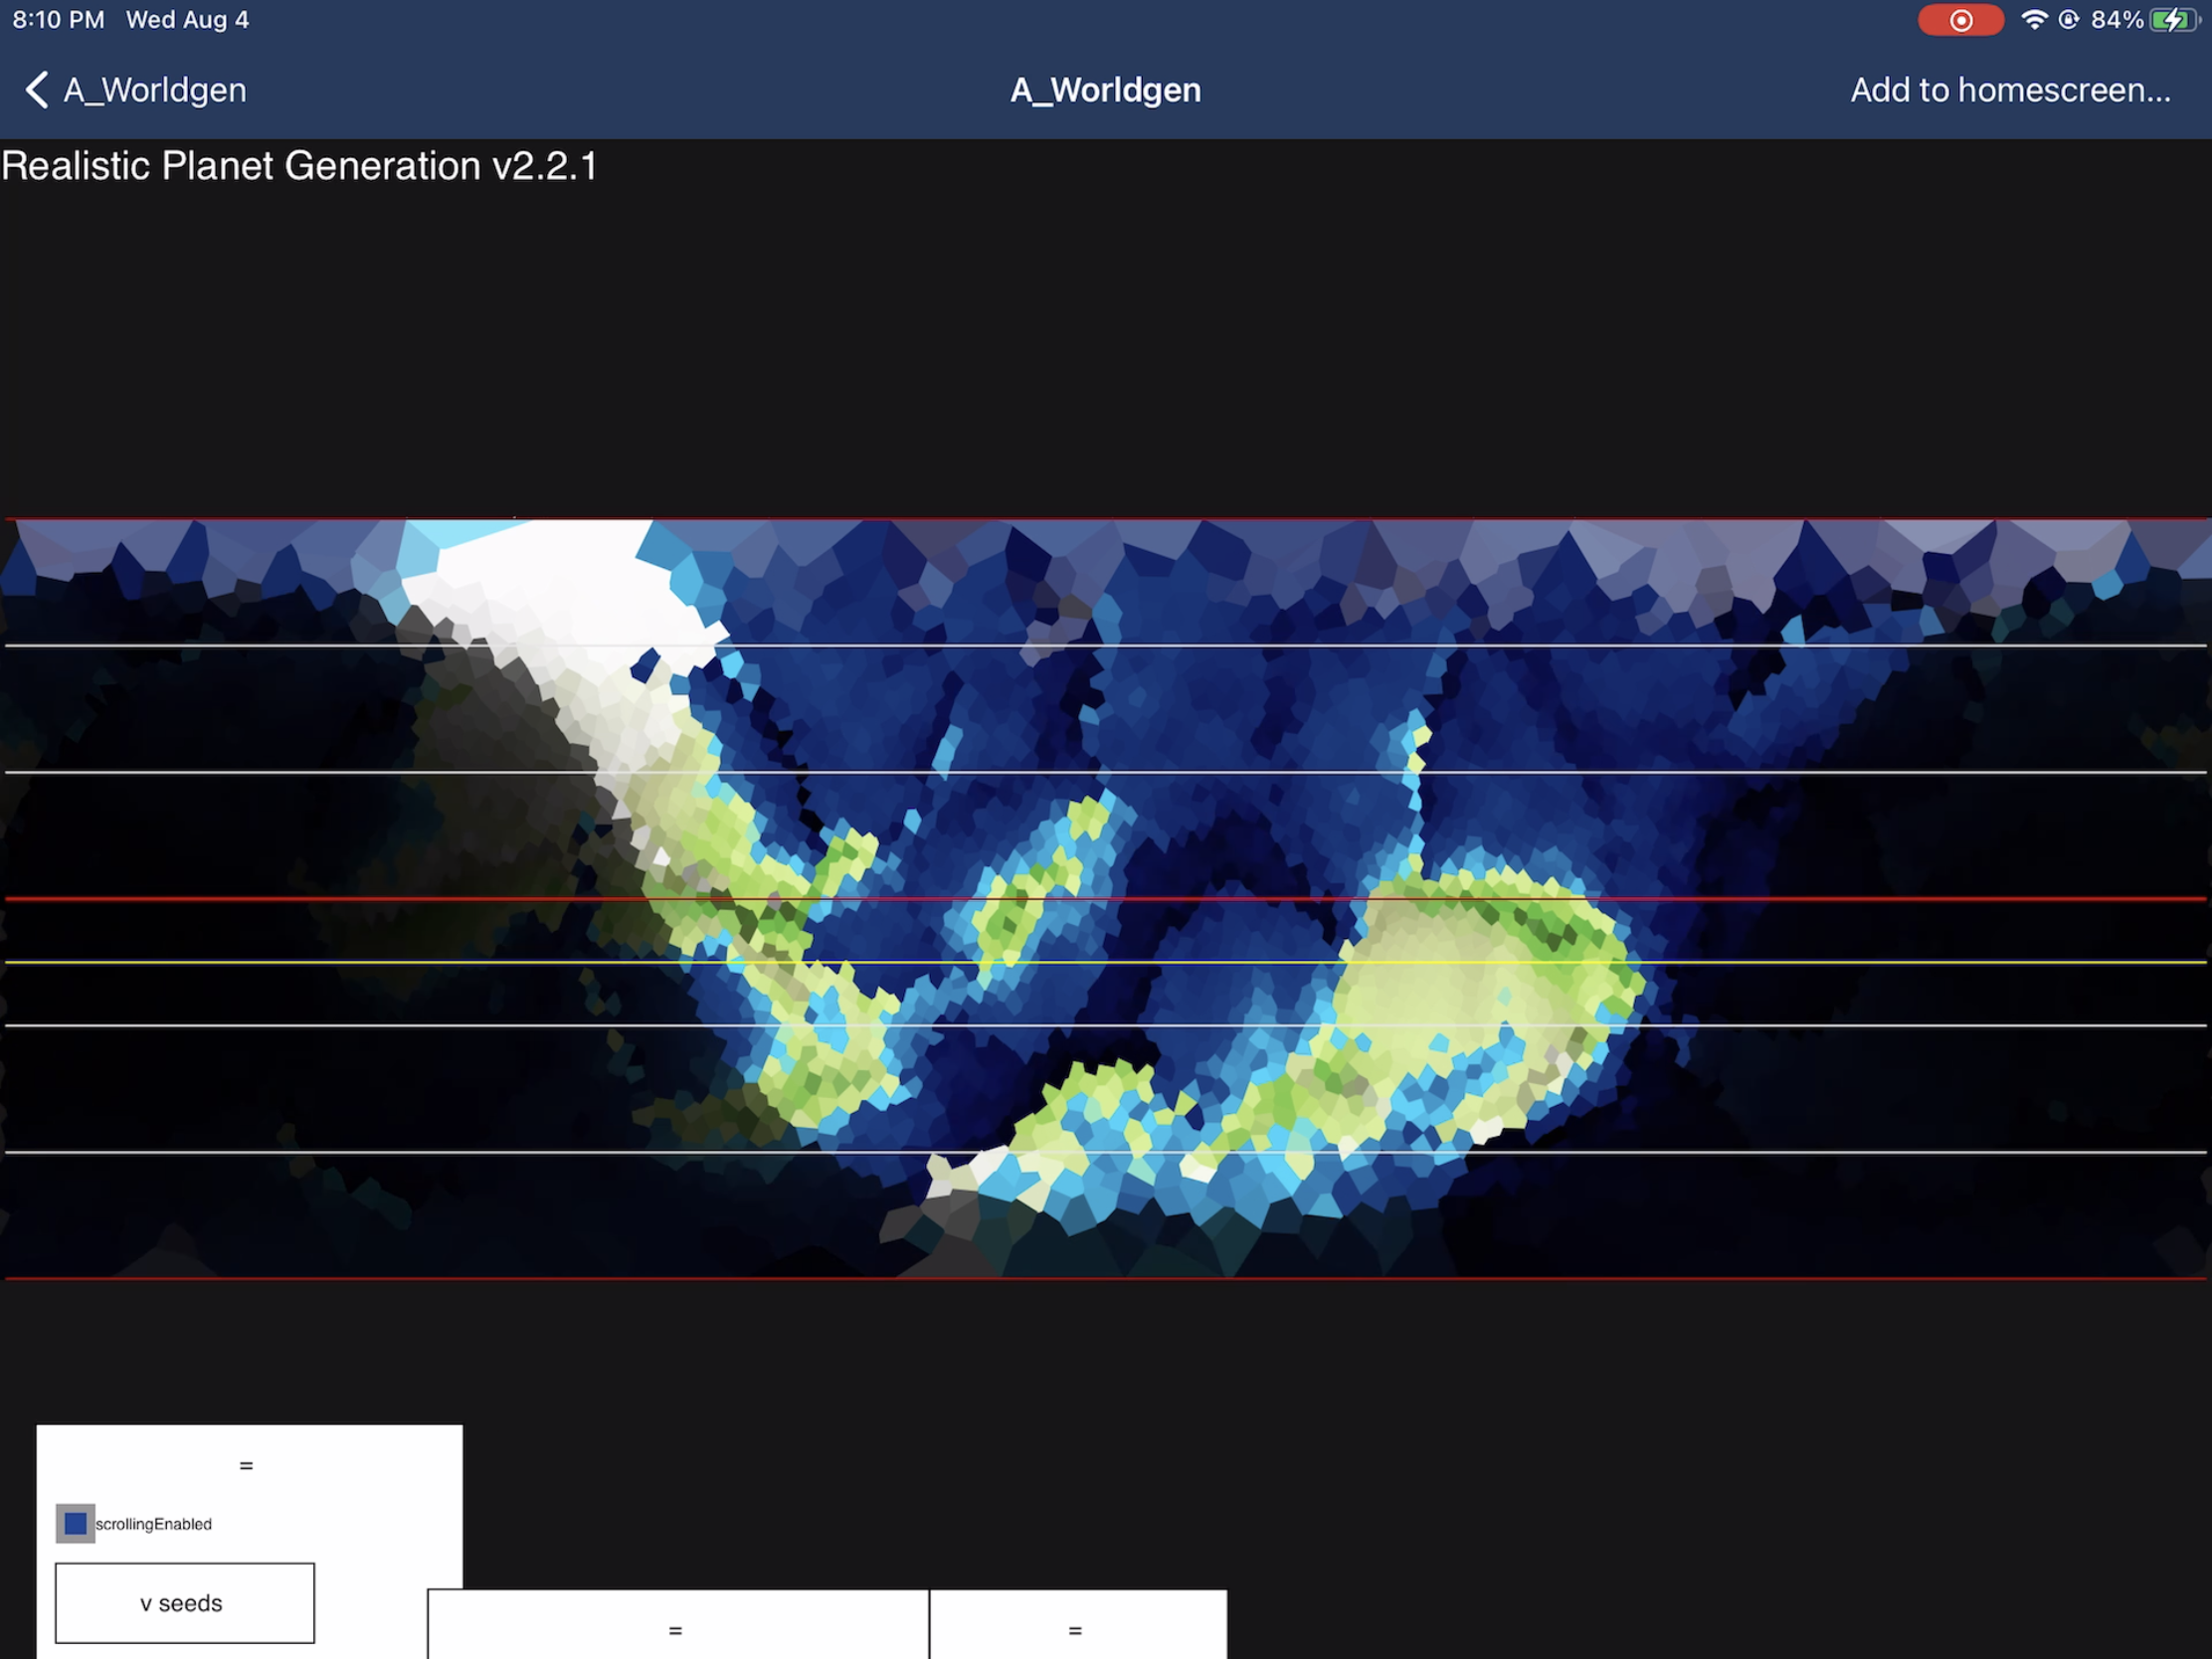 8:10 PM Wed Aug 4
84%
A_Worldgen
A_Worldgen
Add to homescreen...
Realistic Planet Generation v2.2.1
=
scrollingEnabled
v seeds
=
=